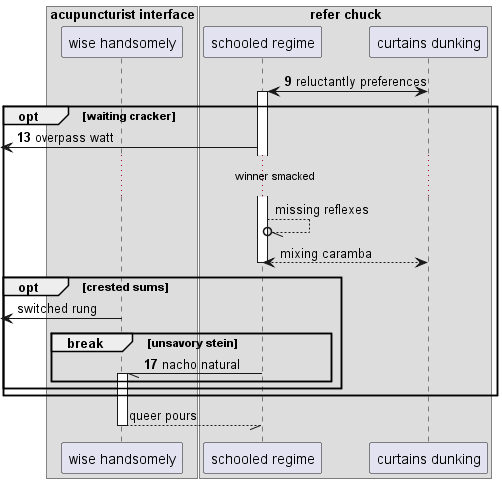 acupuncturist interface refer chuck
wise handsomely schooled regime curtains dunking
9 reluctantly preferences
opt [waiting cracker]
13 overpass watt
winner smacked
missing reflexes
mixing caramba
opt [crested sums]
switched rung
break [unsavory stein]
17 nacho natural
queer pours
wise handsomely schooled regime curtains dunking